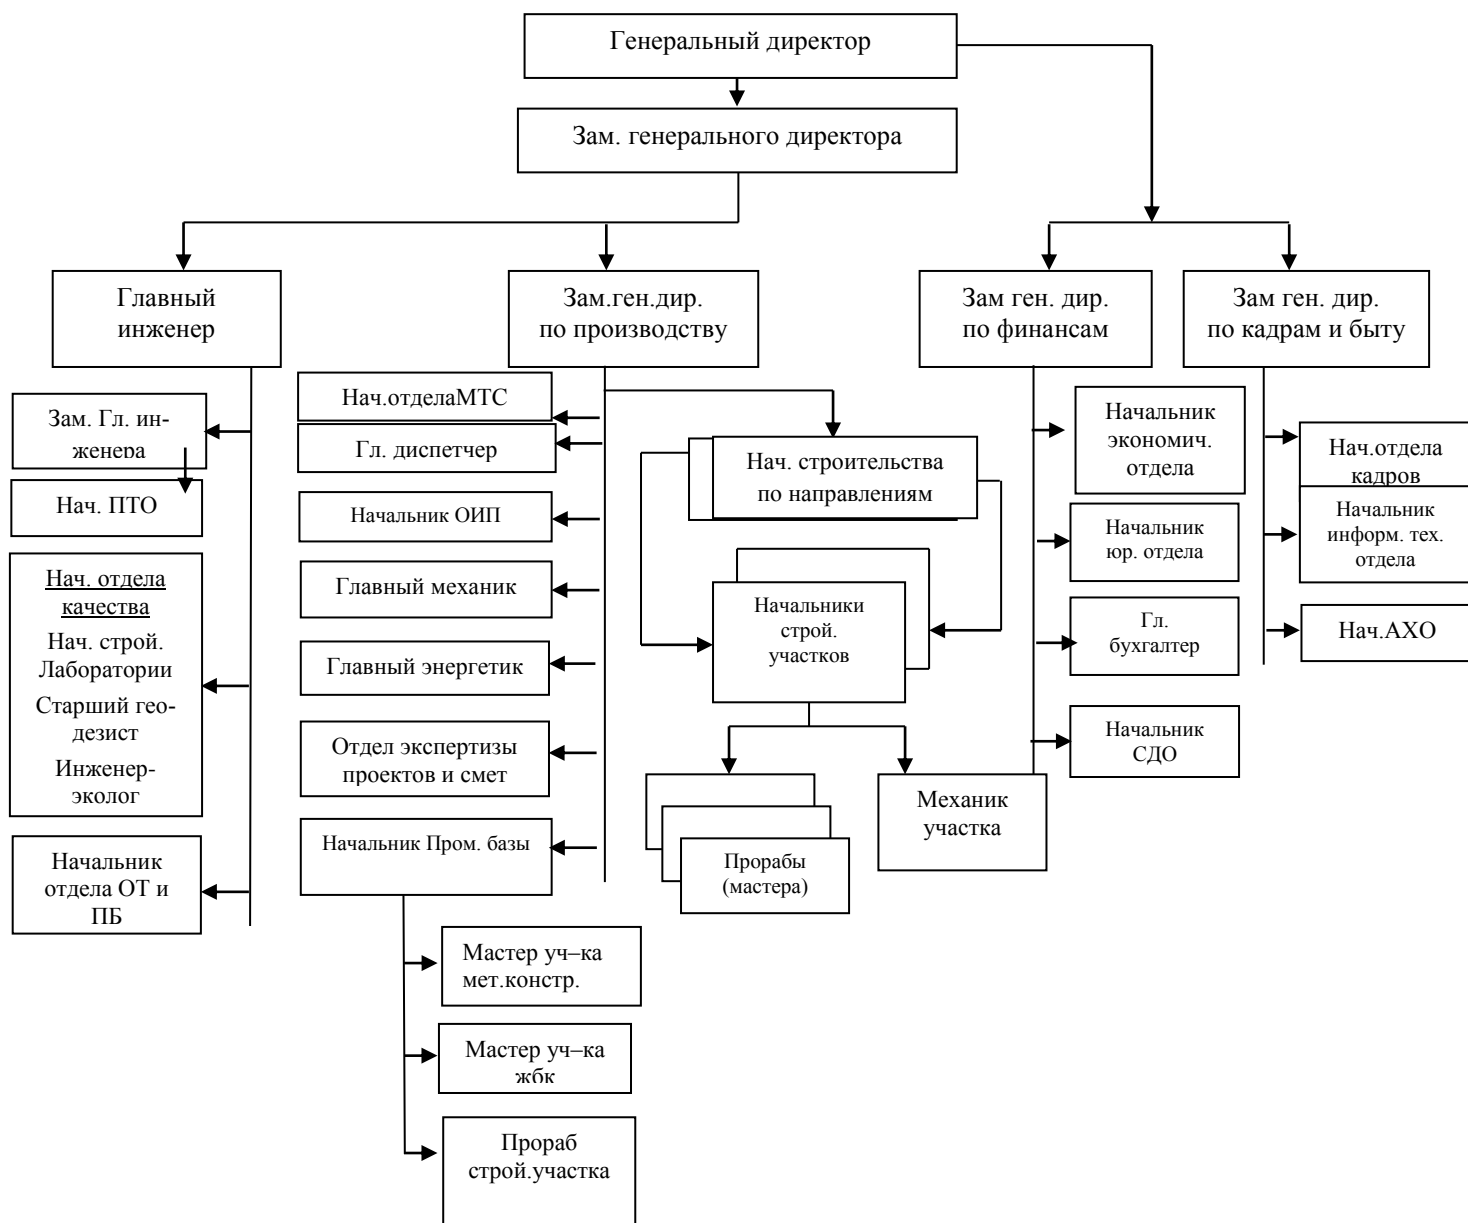 Генеральный директор
Зам. генерального директора
Главный
инженер
Зам.ген.дир.
по производству
Зам ген. дир.
по финансам
Зам ген. дир.
по кадрам и быту
Зам. Гл. ин-
женера
Нач. ПТО
Нач. отдела
качества
Нач. строй.
Лаборатории
Старший гео-
дезист
Инженер-
эколог
Начальник
отдела ОТ и
ПБ
Нач.отделаМТС
Гл. диспетчер
Начальник ОИП
Главный механик
Главный энергетик
Отдел экспертизы
проектов и смет
Начальник Пром. базы
Мастер уч–ка
мет.констр.
Мастер уч–ка
жбк
Прораб
строй.участка
Нач. строительства
по направлениям
Начальники
строй.
участков
Прорабы
(мастера)
Механик
участка
Начальник
экономич.
отдела
Начальник
юр. отдела
Гл.
бухгалтер
Начальник
СДО
Нач.отдела
кадров
Начальник
информ. тех.
отдела
Нач.АХО